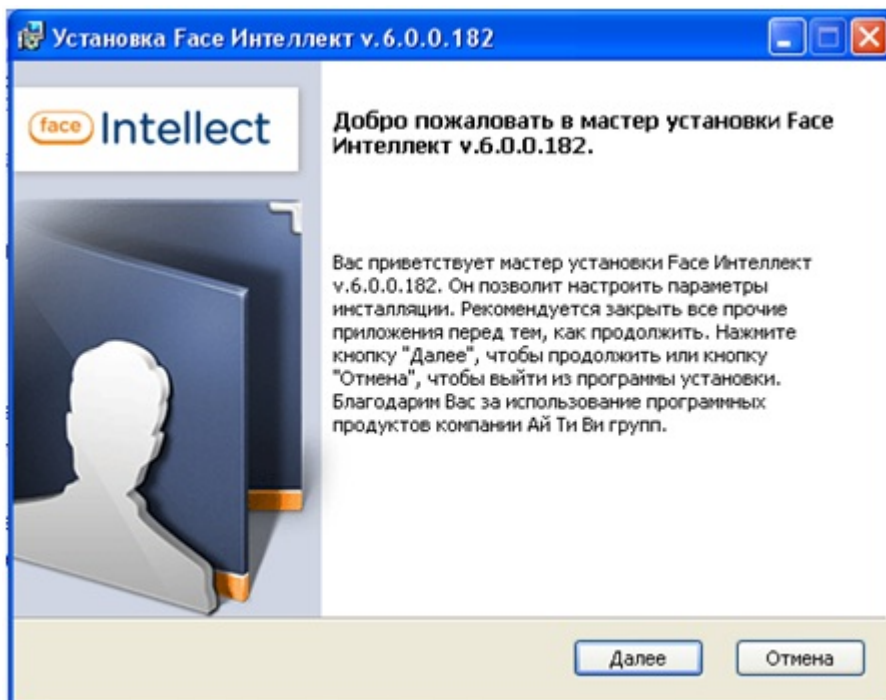 Установка Face Интеллект v.6.0.0.182
face Intellect
Добро пожаловать в мастер установки Face
Интеллект v.6.0.0.182.
Вас приветствует мастер установки Face Интеллект
v.6.0.0.182. Он позволит настроить параметры
инсталляции. Рекомендуется закрыть все прочие
приложения перед тем, как продолжить. Нажмите
кнопку "Далее", чтобы продолжить или кнопку
"Отмена", чтобы выйти из программы установки.
Благодарим Вас за использование программных
продуктов компании Ай Ти Ви групп.
Далее
Отмена